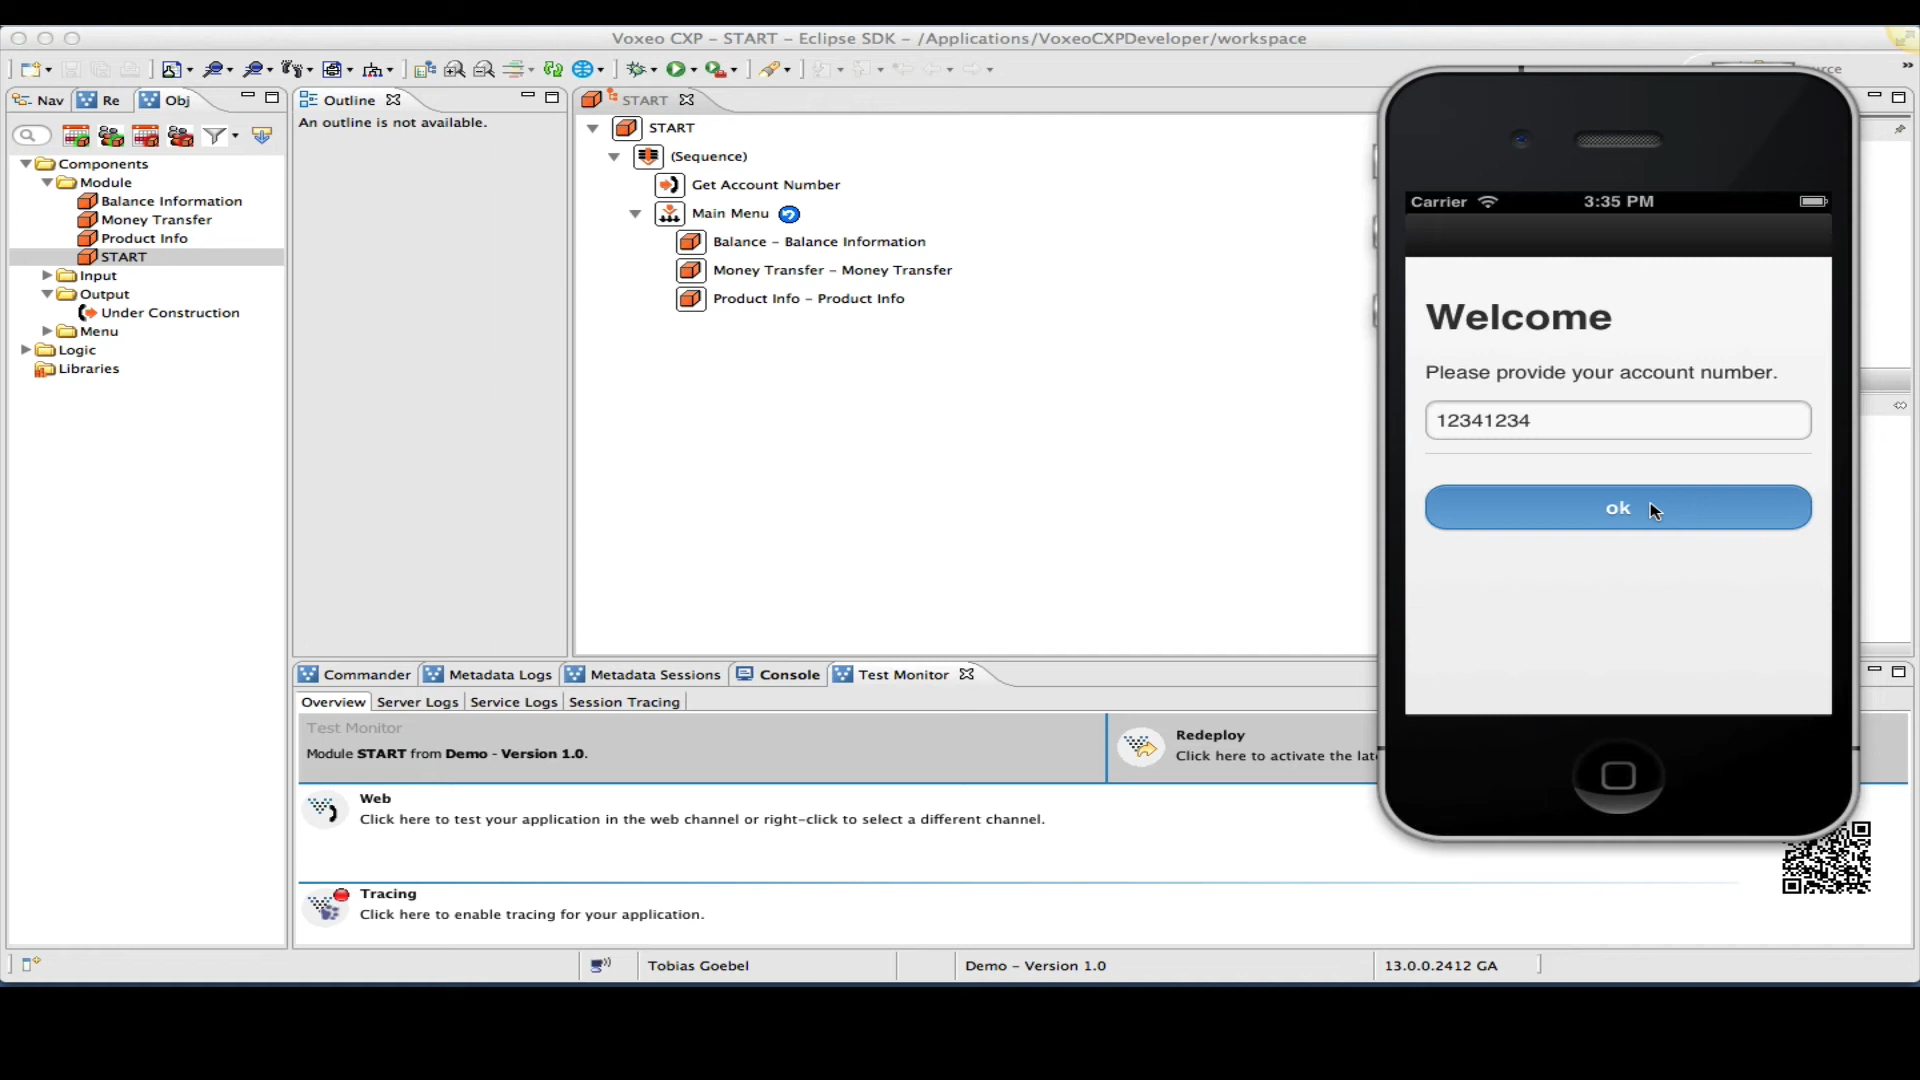 Voxeo CXP – START – Eclipse SDK – /Applications/VoxeoCXPDeveloper/workspace
Nav
Re
Obj
Components
Module
Balance Information
Money Transfer
Product Info
START
Input
Output
Under Construction
Menu
Logic
Libraries
Outline
An outline is not available.
START
START
(Sequence)
Get Account Number
Main Menu
Balance – Balance Information
Money Transfer – Money Transfer
Product Info – Product Info
Carrier
3:35 PM
Welcome
Please provide your account number.
12341234
ok
Commander
Metadata Logs
Metadata Sessions
Console
Test Monitor
Overview
Server Logs
Service Logs
Session Tracing
Test Monitor
Module START from Demo - Version 1.0.
Redeploy
Click here to activate the
Web
Click here to test your application in the web channel or right-click to select a different channel.
Tracing
Click here to enable tracing for your application.
Tobias Goebel
Demo – Version 1.0
13.0.0.2412 GA